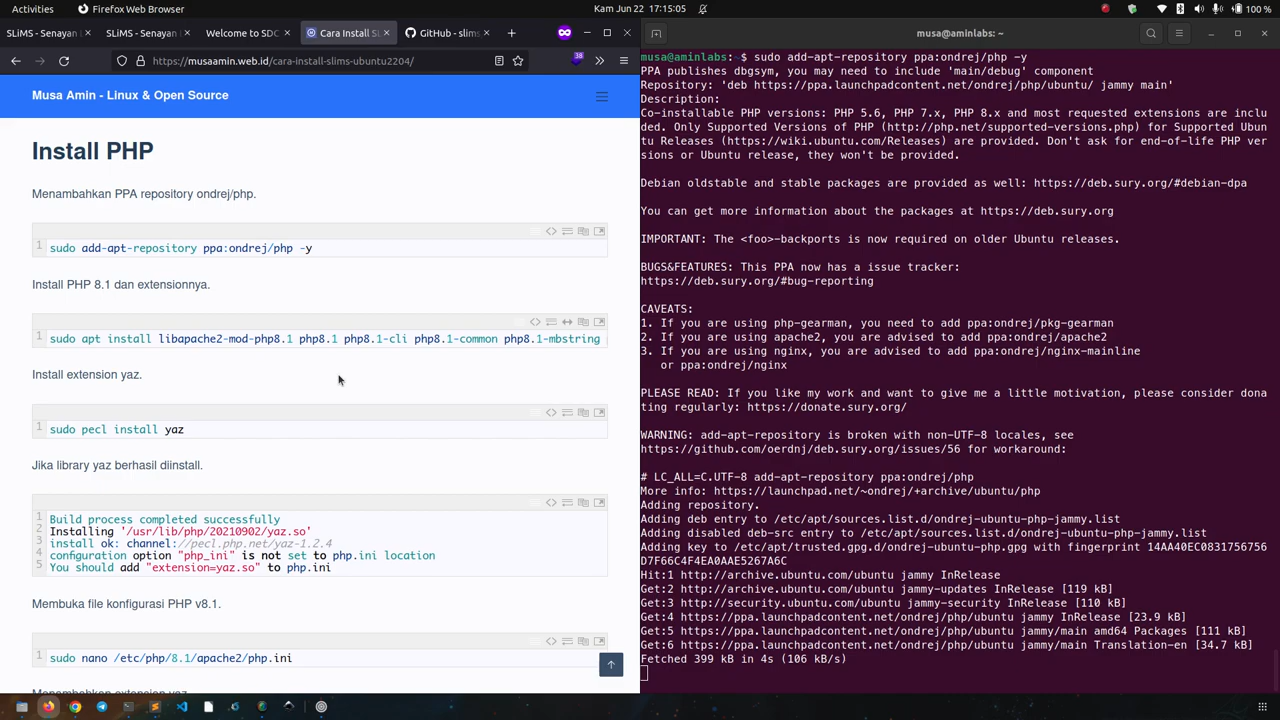 Activities
Firefox Web Browser
Kam Jun 22 17:15:05
100 %
SLiMS - Senayan L
SLiMS - Senayan
Welcome to SDC
Cara Install SL
GitHub - slims
38
https://musaamin.web.id/cara-install-slims-ubuntu2204/
Musa Amin - Linux & Open Source
Install PHP
Menambahkan PPA repository ondrej/php.
1 sudo add-apt-repository ppa:ondrej/php -y
Install PHP 8.1 dan extensionnya.
1 sudo apt install libapache2-mod-php8.1 php8.1 php8.1-cli php8.1-common php8.1-mbstring
Install extension yaz.
1 sudo pecl install yaz
Jika library yaz berhasil diinstall.
1 Build process completed successfully
2 Installing '/usr/lib/php/20210902/yaz.so'
3 install ok: channel://pecl.php.net/yaz-1.2.4
4 configuration option "php_ini" is not set to php.ini location
5 You should add "extension=yaz.so" to php.ini
Membuka file konfigurasi PHP v8.1.
1 sudo nano /etc/php/8.1/apache2/php.ini
Menambahkan extension yaz
musa@aminlabs: ~
musa@aminlabs:~$ sudo add-apt-repository ppa:ondrej/php -y
PPA publishes dbgsym, you may need to include 'main/debug' component
Repository: 'deb https://ppa.launchpadcontent.net/ondrej/php/ubuntu/ jammy main'
Description:
Co-installable PHP versions: PHP 5.6, PHP 7.x, PHP 8.x and most requested extensions are inclu
ded. Only Supported Versions of PHP (http://php.net/supported-versions.php) for Supported Ubun
tu Releases (https://wiki.ubuntu.com/Releases) are provided. Don't ask for end-of-life PHP ver
sions or Ubuntu release, they won't be provided.
Debian oldstable and stable packages are provided as well: https://deb.sury.org/#debian-dpa
You can get more information about the packages at https://deb.sury.org
IMPORTANT: The <foo>-backports is now required on older Ubuntu releases.
BUGS&FEATURES: This PPA now has a issue tracker:
https://deb.sury.org/#bug-reporting
CAVEATS:
1. If you are using php-gearman, you need to add ppa:ondrej/pkg-gearman
2. If you are using apache2, you are advised to add ppa:ondrej/apache2
3. If you are using nginx, you are advised to add ppa:ondrej/nginx-mainline
or ppa:ondrej/nginx
PLEASE READ: If you like my work and want to give me a little motivation, please consider dona
ting regularly: https://donate.sury.org/
WARNING: add-apt-repository is broken with non-UTF-8 locales, see
https://github.com/oerdnj/deb.sury.org/issues/56 for workaround:
# LC_ALL=C.UTF-8 add-apt-repository ppa:ondrej/php
More info: https://launchpad.net/~ondrej/+archive/ubuntu/php
Adding repository.
Adding deb entry to /etc/apt/sources.list.d/ondrej-ubuntu-php-jammy.list
Adding disabled deb-src entry to /etc/apt/sources.list.d/ondrej-ubuntu-php-jammy.list
Adding key to /etc/apt/trusted.gpg.d/ondrej-ubuntu-php.gpg with fingerprint 14AA40EC0831756756
D7F66C4F4EA0AAE5267A6C
Hit:1 http://archive.ubuntu.com/ubuntu jammy InRelease
Get:2 http://archive.ubuntu.com/ubuntu jammy-updates InRelease [119 kB]
Get:3 http://security.ubuntu.com/ubuntu jammy-security InRelease [110 kB]
Get:4 https://ppa.launchpadcontent.net/ondrej/php/ubuntu jammy InRelease [23.9 kB]
Get:5 https://ppa.launchpadcontent.net/ondrej/php/ubuntu jammy/main amd64 Packages [111 kB]
Get:6 https://ppa.launchpadcontent.net/ondrej/php/ubuntu jammy/main Translation-en [34.7 kB]
Fetched 399 kB in 4s (106 kB/s)